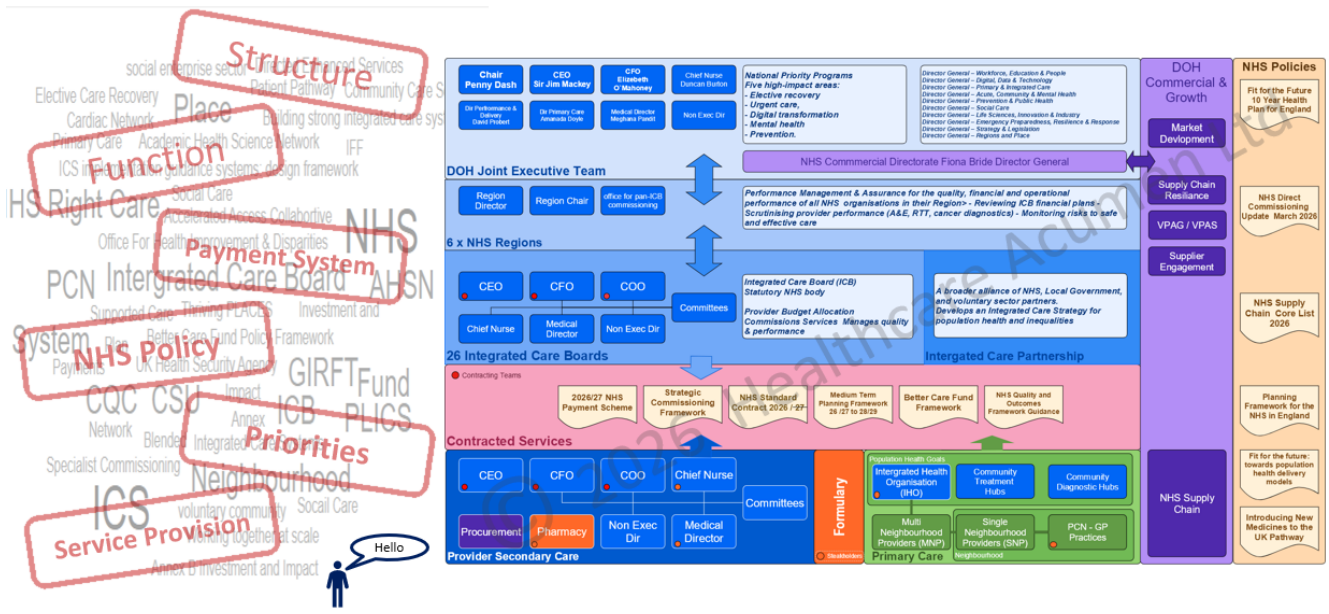 Structure
social enterprise sector
Enhanced Services
Patient Pathway
Community Care S
Elective Care Recovery
Place
Cardiac Network
Building strong integrated care sys
Primary Care
Academic Health Science Network
IFF
Function
ICS implementation guidance systems: design framework
Social Care
HS Right Care
Accelerated Access Collabortive
NHS
Office For Health Improvement & Disparities
Payment System
PCN
Intergrated Care Board
AHSN
Supported Care
Thriving PLACES
Investment and
System
Plan
Better Care Fund Policy Framework
NHS Policy
Payments
UK Health Security Agency
GIRFT
Fund
CQC
CSU
Impact
Annex
ICB
PLICS
Network
Blended
Integrated Care
Priorities
Specialist Commissioning
Neighbourhood
ICS
voluntary community
Socail Care
Service Provision
Working together at scale
Annex B Investment and Impact
Hello
Chair
Penny Dash
CEO
Sir Jim Mackey
CFO
Elizebeth
O'Mahoney
Chief Nurse
Duncan Burton
Dir Performance &
Delivery
David Probert
Dir Primary Care
Amanada Doyle
Medical Director
Meghana Pandit
Non Exec Dir
National Priority Programs
Five high-impact areas:
- Elective recovery
- Urgent care,
- Digital transformation
- Mental health
- Prevention.
Director General – Workforce, Education & People
Director General – Digital, Data & Technology
Director General – Primary & Integrated Care
Director General – Acute, Community & Mental Health
Director General – Prevention & Public Health
Director General – Social Care
Director General – Life Sciences, Innovation & Industry
Director General – Emergency Preparedness, Resilience & Response
Director General – Strategy & Legislation
Director General – Regions and Place
NHS Commmercial Directorate Fiona Bride Director General
DOH Joint Executive Team
Region
Director
Region Chair
office for pan-ICB
commissioning
Performance Management & Assurance for the quality, financial and operational
performance of all NHS organisations in their Region> - Reviewing ICB financial plans -
Scrutinising provider performance (A&E, RTT, cancer diagnostics) - Monitoring risks to safe
and effective care
6 x NHS Regions
CEO
CFO
COO
Committees
Chief Nurse
Medical
Director
Non Exec Dir
Integrated Care Board (ICB)
Statutory NHS body
Provider Budget Allocation
Commissions Services Manages quality
& performance
A broader alliance of NHS, Local Government,
and voluntary sector partners.
Develops an Integrated Care Strategy for
population health and inequalities
26 Integrated Care Boards
Intergated Care Partnership
Contracting Teams
2026/27 NHS
Payment Scheme
Strategic
Commissioning
Framework
NHS Standard
Contract 2026 / 27
Medium Term
Planning Framework
26 /27 to 28/29
Better Care Fund
Framework
NHS Quality and
Outcomes
Framework Guidance
Contracted Services
CEO
CFO
COO
Chief Nurse
Committees
Procurement
Pharmacy
Non Exec
Dir
Medical
Director
Provider Secondary Care
Formulary
Population Health Goals
Intergrated Health
Organisation
(IHO)
Community
Treatment
Hubs
Community
Diagnostic Hubs
Multi
Neighbourhood
Providers (MNP)
Single
Neighbourhood
Providers (SNP)
PCN - GP
Practices
Primary Care
Neighbourhood
DOH
Commercial &
Growth
Market
Devlopment
Supply Chain
Resiliance
VPAG / VPAS
Supplier
Engagement
NHS Supply
Chain
NHS Policies
Fit for the Future
10 Year Health
Plan for England
NHS Direct
Commissioning
Update March 2026
NHS Supply
Chain Core List
2026
Planning
Framework for the
NHS in England
Fit for the future:
towards population
health delivery
models
Introducing New
Medicines to the
UK Pathway
© 2026 Healthcare Acumen Ltd